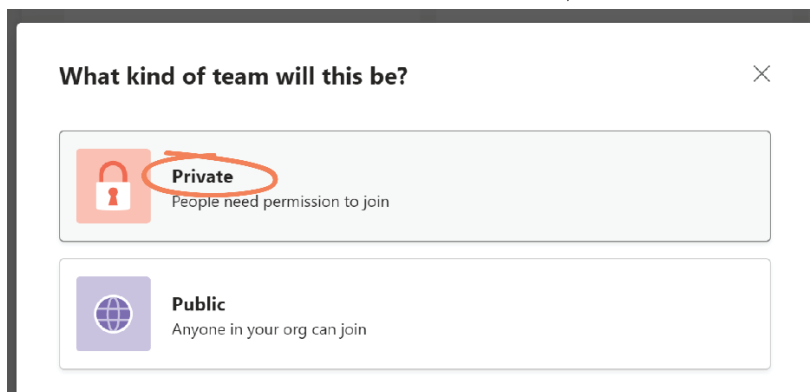 What kind of team will this be?
Private
People need permission to join
Public
Anyone in your org can join